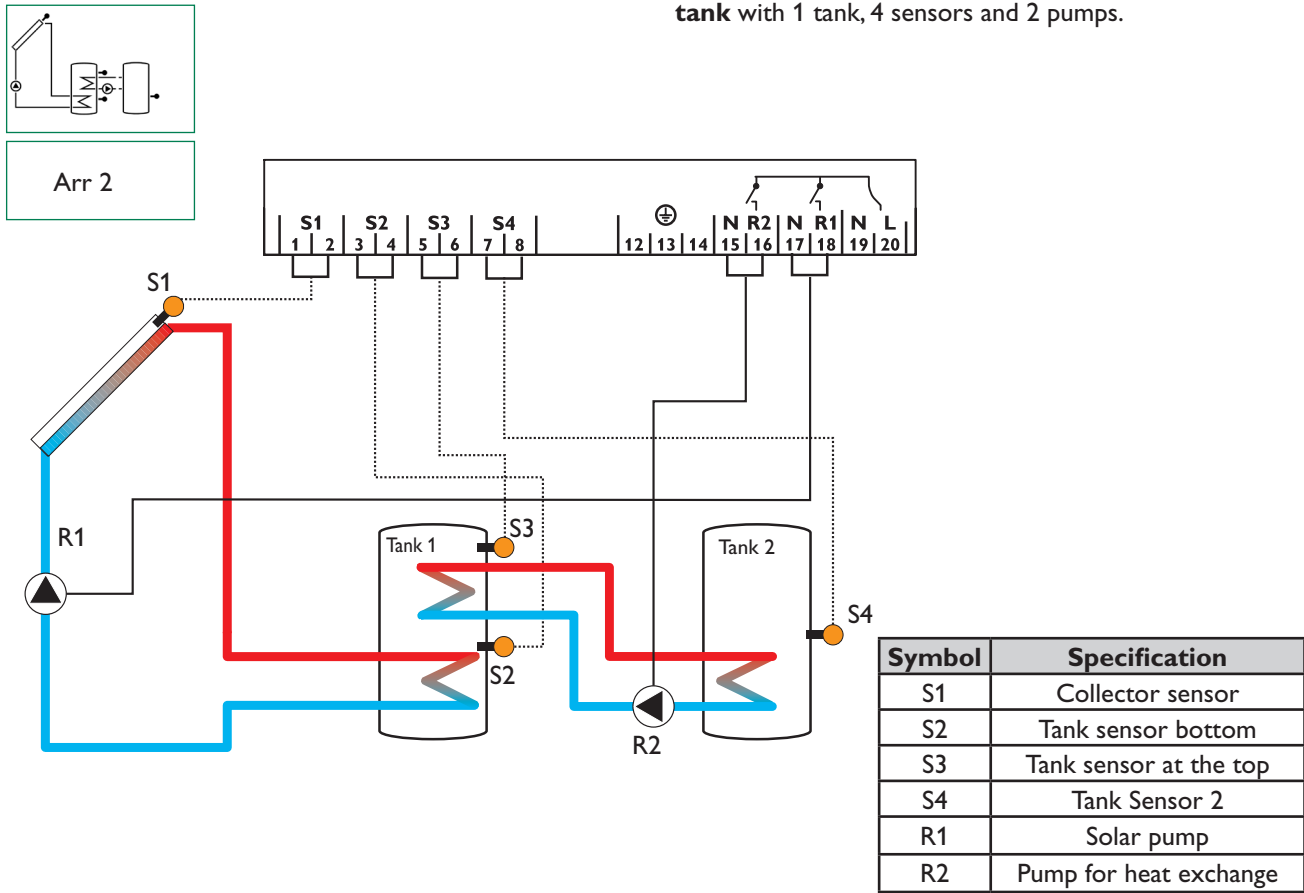 tank with 1 tank, 4 sensors and 2 pumps.
Arr 2
S1 S2 S3 S4 N R2 N R1 N L
1 2 3 4 5 6 7 8 12 13 14 15 16 17 18 19 20
S1
R1
Tank 1
S3
Tank 2
S4
S2
R2
Symbol Specification
S1 Collector sensor
S2 Tank sensor bottom
S3 Tank sensor at the top
S4 Tank Sensor 2
R1 Solar pump
R2 Pump for heat exchange